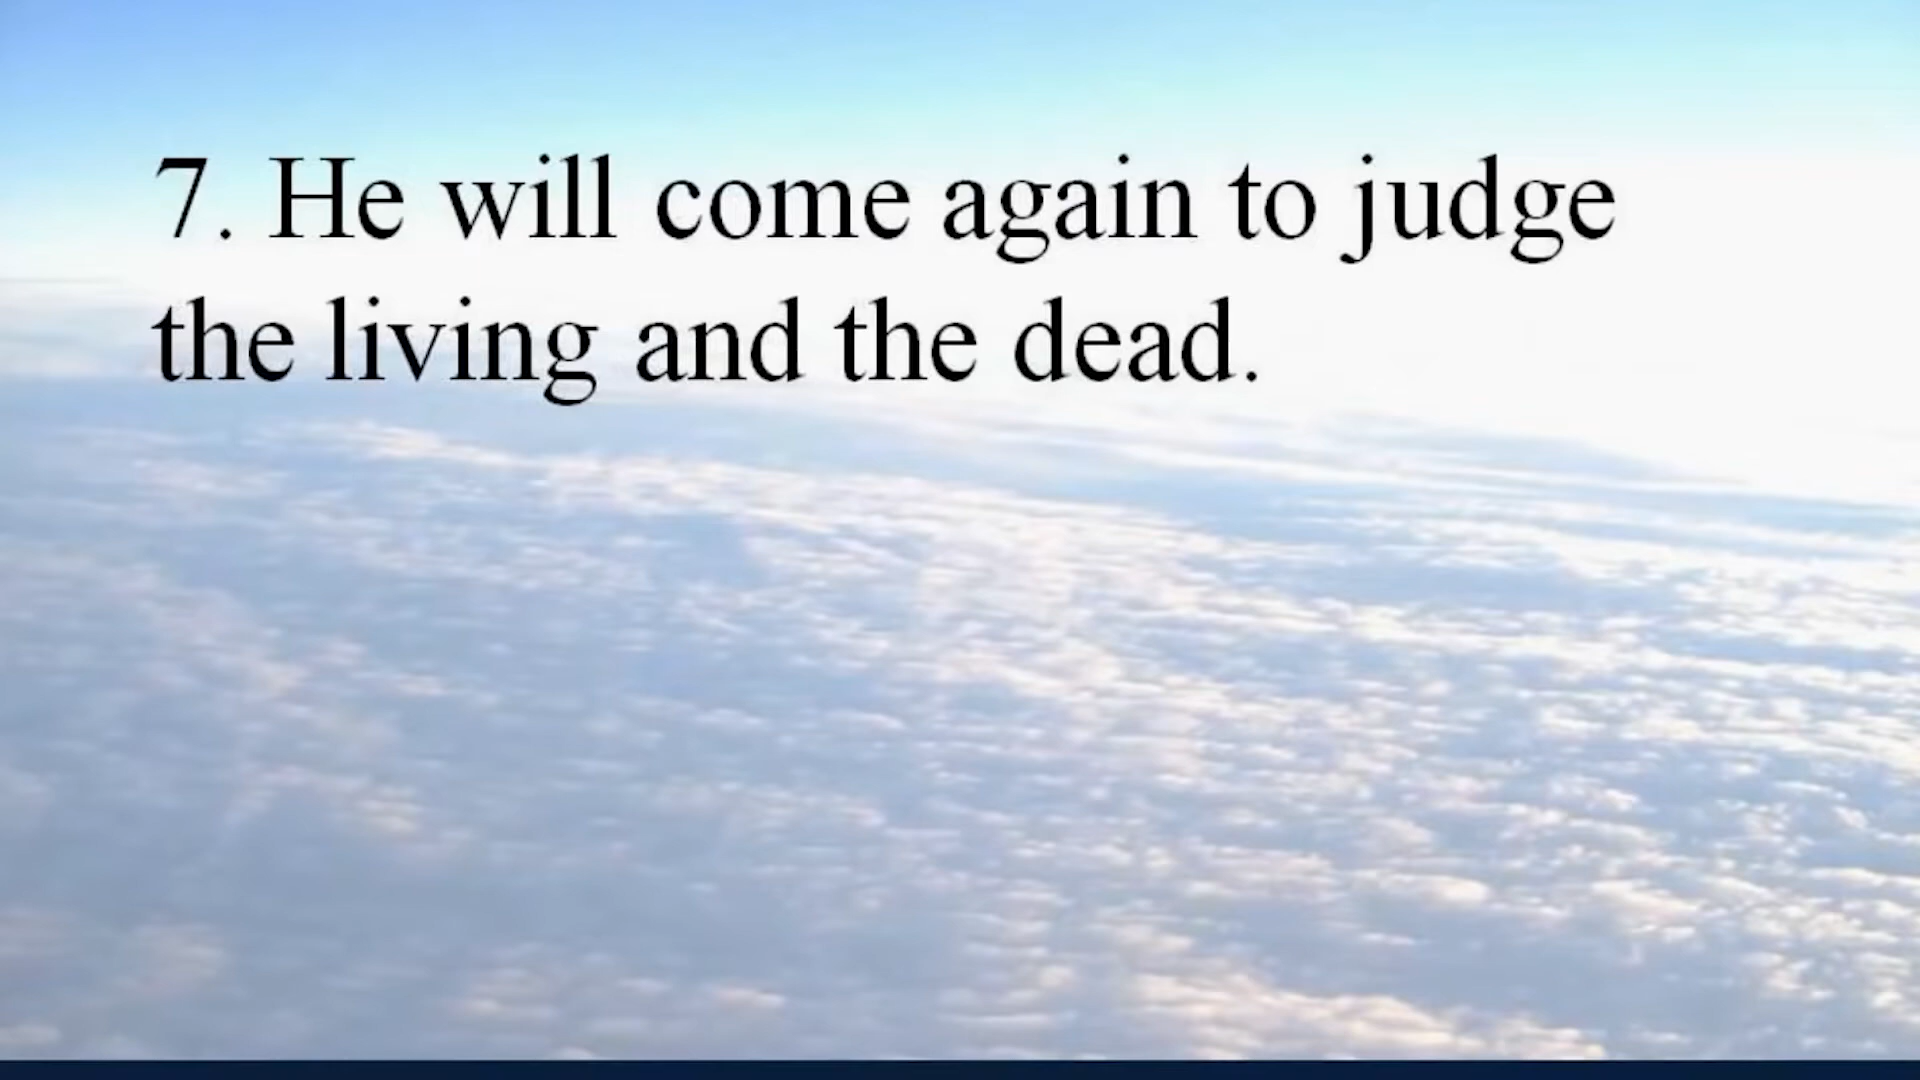 7. He will come again to judge
the living and the dead.